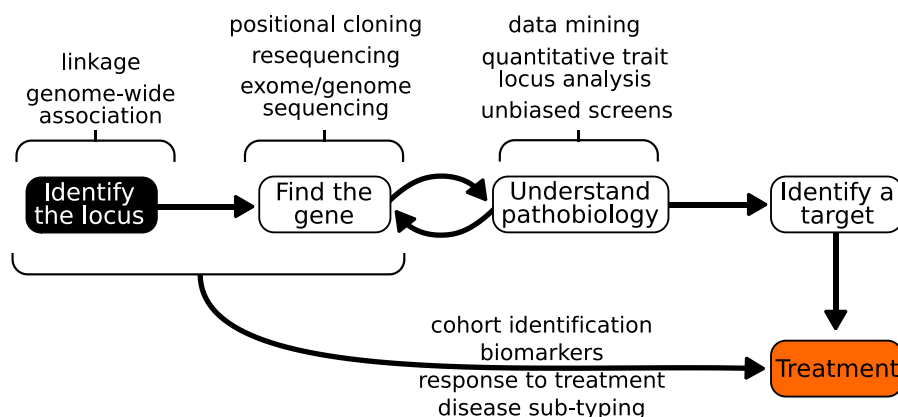 linkage
genome-wide
association
positional cloning
resequencing
exome/genome
sequencing
data mining
quantitative trait
locus analysis
unbiased screens
Identify
the locus
Find the
gene
Understand
pathobiology
Identify a
target
cohort identification
biomarkers
response to treatment
disease sub-typing
Treatment